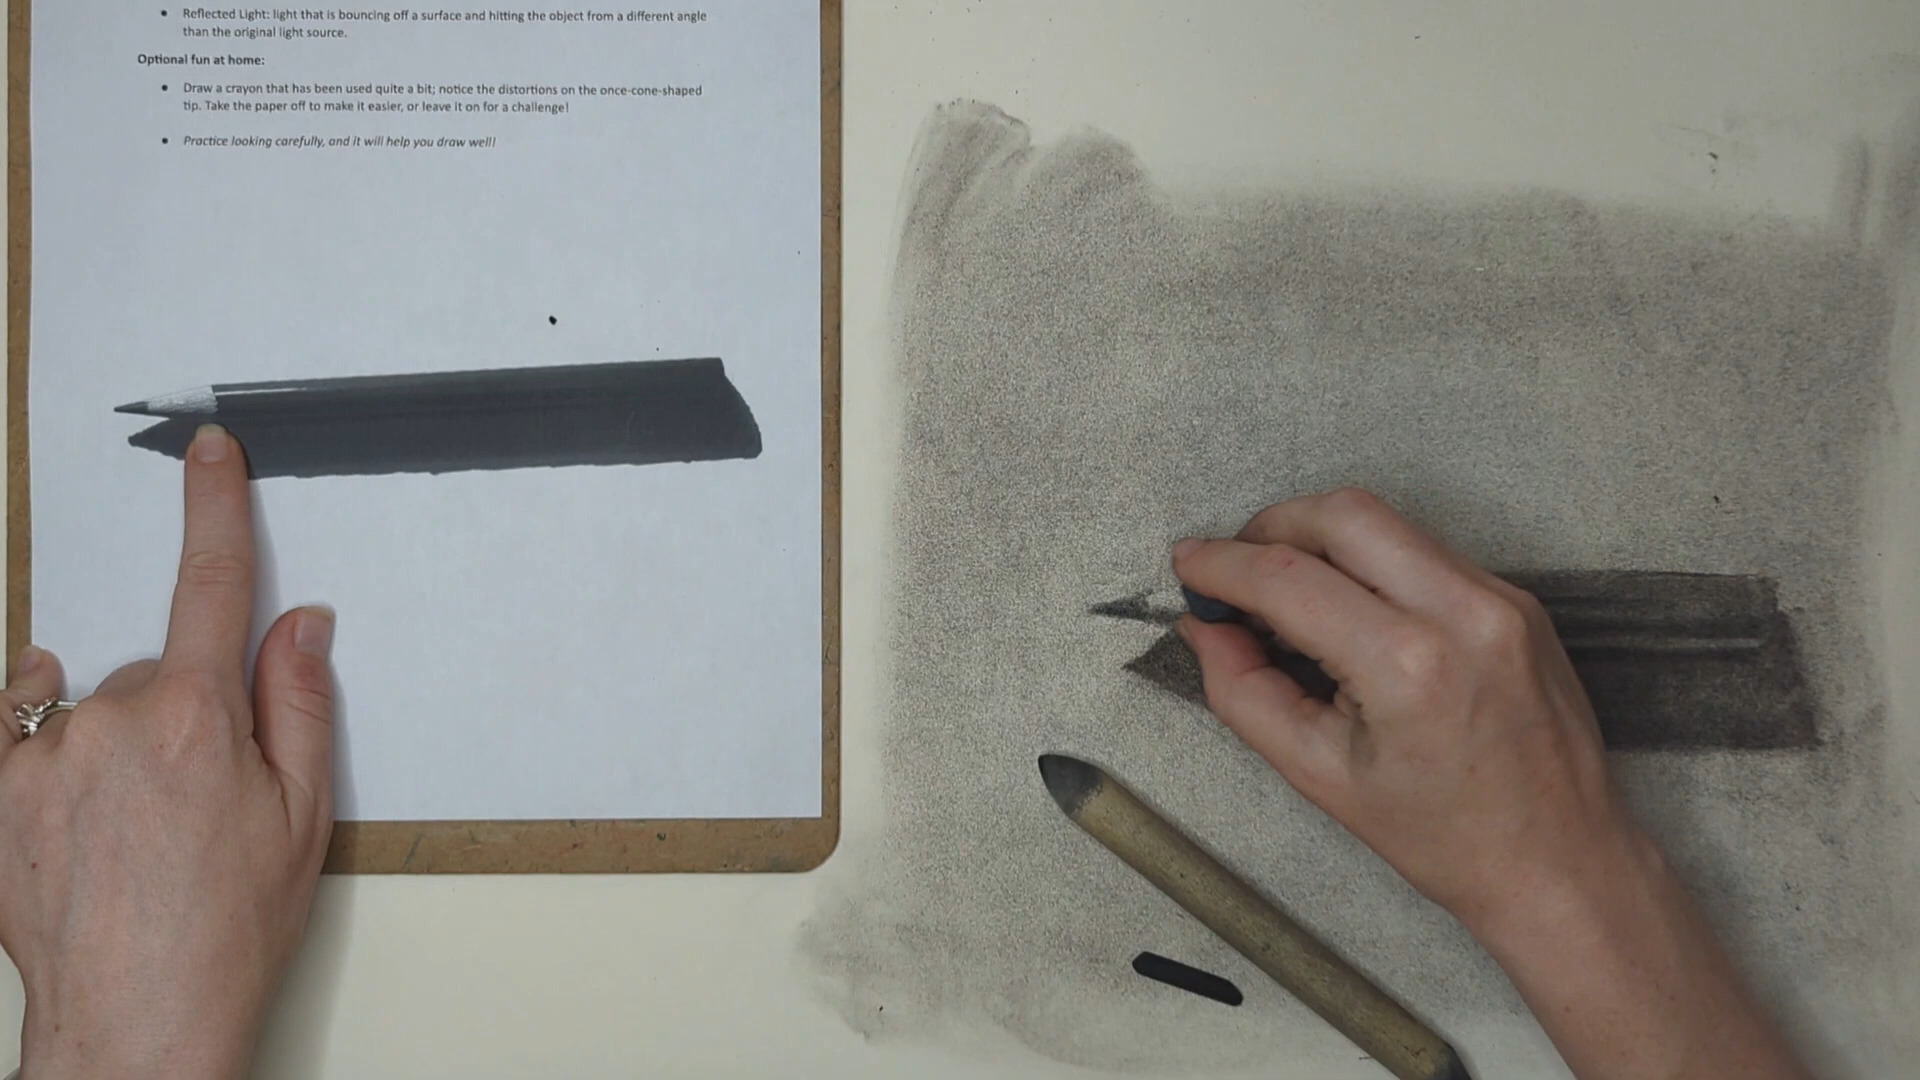 • Reflected Light: light that is bouncing off a surface and hitting the object from a different angle
than the original light source.
Optional fun at home:
• Draw a crayon that has been used quite a bit; notice the distortions on the once-cone-shaped
tip. Take the paper off to make it easier, or leave it on for a challenge!
• Practice looking carefully, and it will help you draw well!